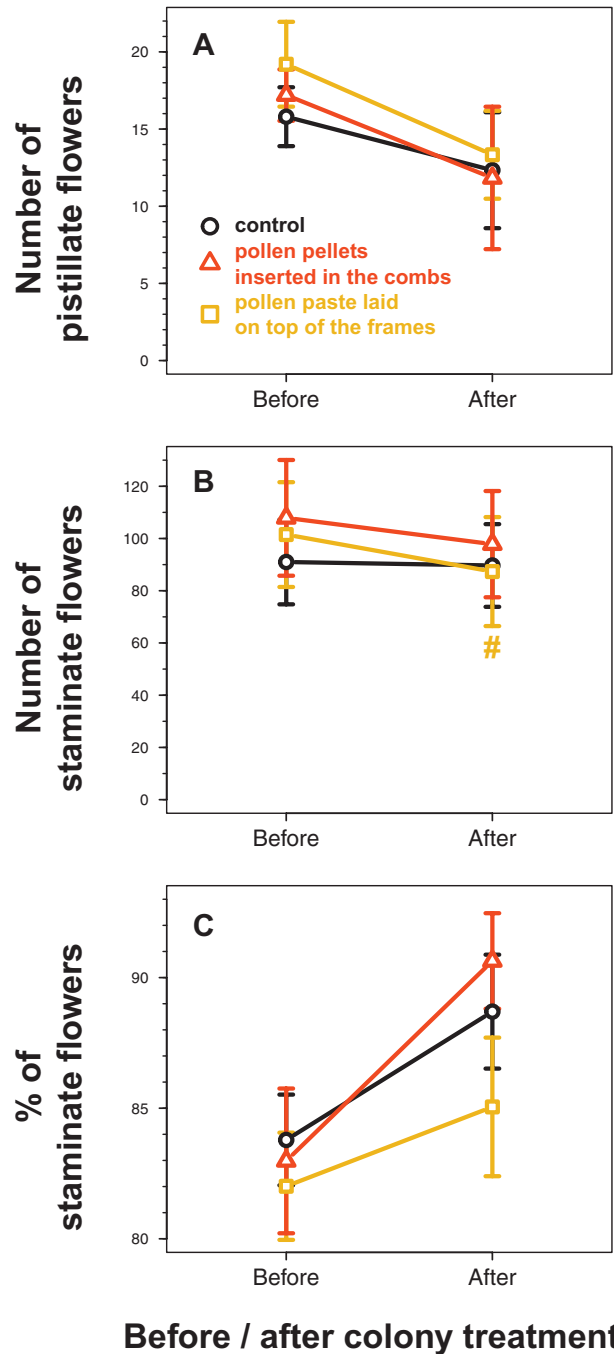 Number of
pistillate flowers
A
20
15
10
5
0
control
pollen pellets
inserted in the combs
pollen paste laid
on top of the frames
Before
After
Number of
staminate flowers
B
120
100
80
60
40
20
0
#
Before
After
% of
staminate flowers
C
90
85
80
Before
After
Before / after colony treatment